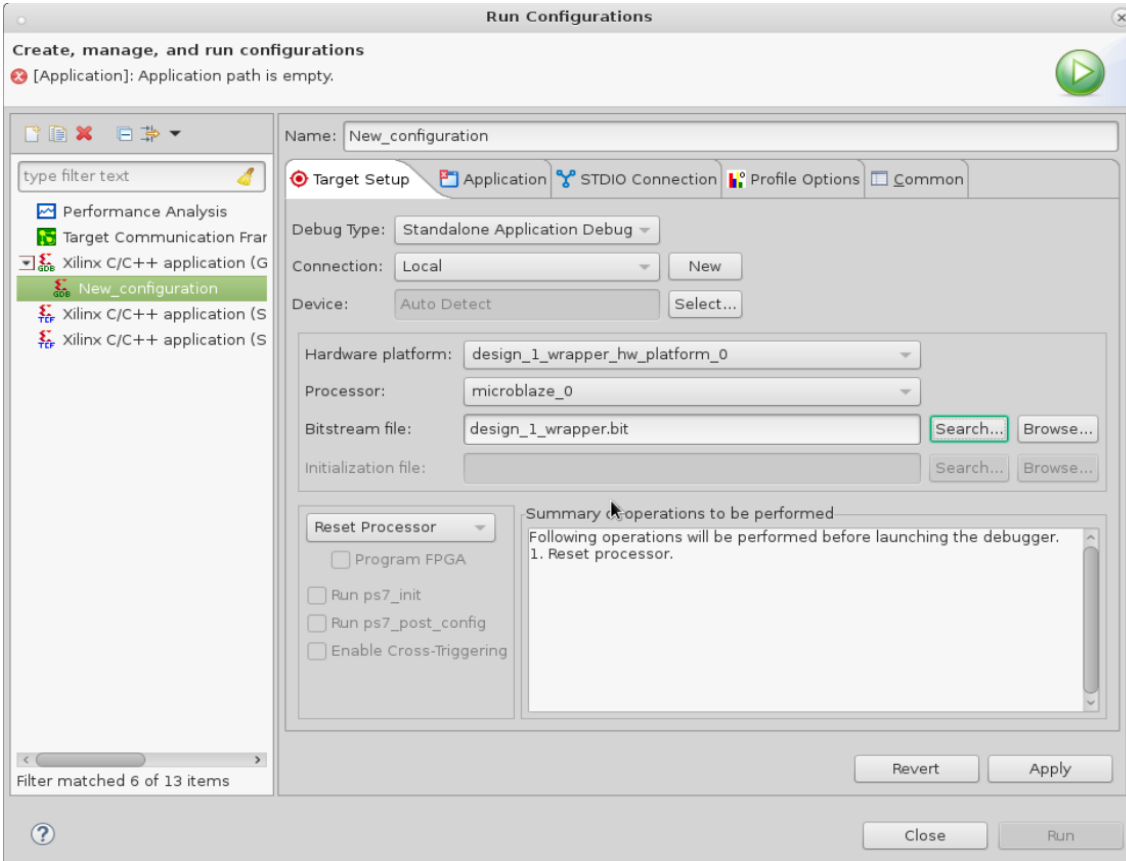 Run Configurations
Create, manage, and run configurations
[Application]: Application path is empty.
type filter text
Performance Analysis
Target Communication Fran
Xilinx C/C++ application (G
New_configuration
Xilinx C/C++ application (S
Xilinx C/C++ application (S
Filter matched 6 of 13 items
Name: New_configuration
Target Setup Application STDIO Connection Profile Options Common
Debug Type: Standalone Application Debug
Connection: Local New
Device: Auto Detect Select...
Hardware platform: design_1_wrapper_hw_platform_0
Processor: microblaze_0
Bitstream file: design_1_wrapper.bit Search... Browse...
Initialization file: Search... Browse...
Reset Processor
Program FPGA
Run ps7_init
Run ps7_post_config
Enable Cross-Triggering
Summary of operations to be performed
Following operations will be performed before launching the debugger.
1. Reset processor.
Revert Apply
Close Run